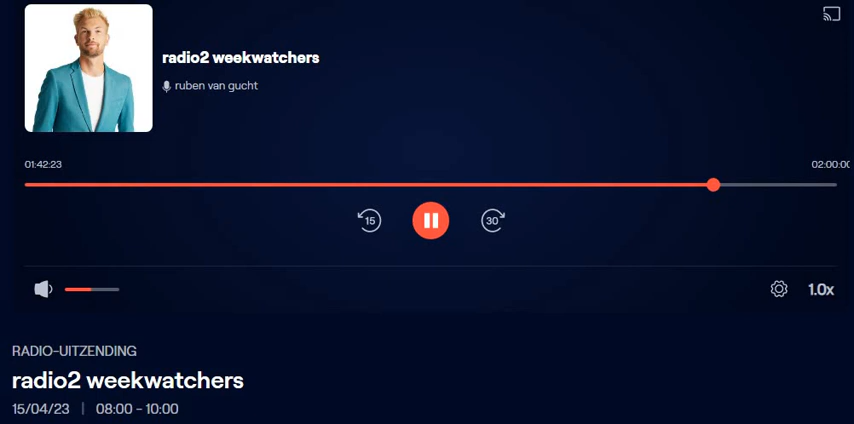 radio2 weekwatchers
ruben van gucht
01:42:23
02:00:00
15
30
1.0x
RADIO-UITZENDING
radio2 weekwatchers
15/04/23 | 08:00 - 10:00